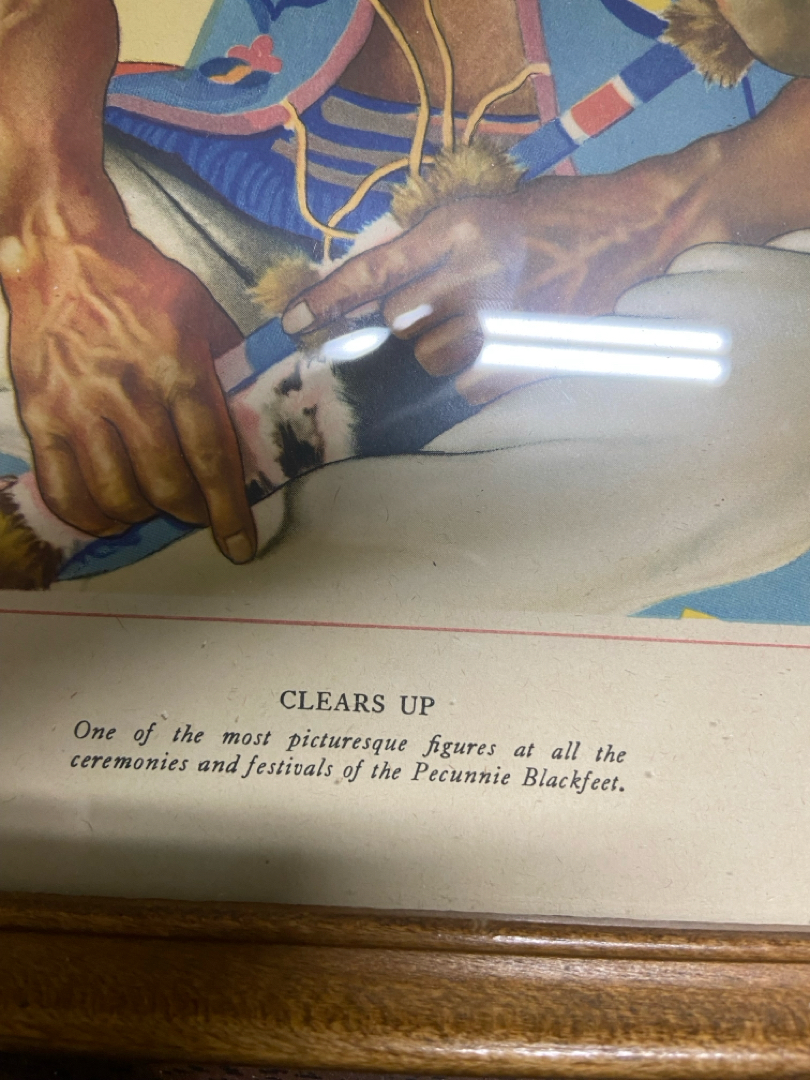 CLEARS UP
One of the most picturesque figures at all the
ceremonies and festivals of the Pecunnie Blackfeet.